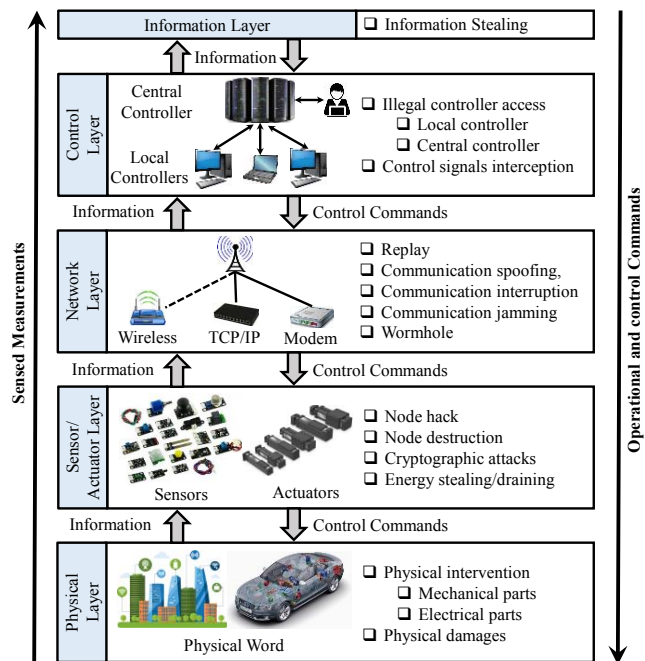 Information Layer
❑ Information Stealing
Information
Control
Layer
Central
Controller
Local
Controllers
❑ Illegal controller access
❑ Local controller
❑ Central controller
❑ Control signals interception
Information
Control Commands
Network
Layer
Wireless
TCP/IP
Modem
❑ Replay
❑ Communication spoofing,
❑ Communication interruption
❑ Communication jamming
❑ Wormhole
Information
Control Commands
Sensor/
Actuator Layer
Sensors
Actuators
❑ Node hack
❑ Node destruction
❑ Cryptographic attacks
❑ Energy stealing/draining
Information
Control Commands
Physical
Layer
Physical Word
❑ Physical intervention
❑ Mechanical parts
❑ Electrical parts
❑ Physical damages
Sensed Measurements
Operational and control Commands